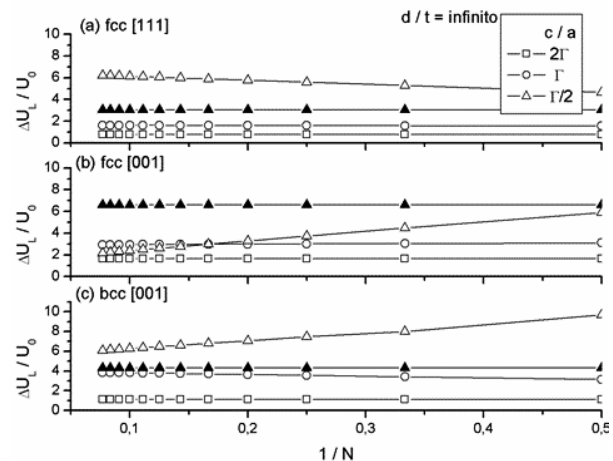 (a) fcc [111]
d / t = infinito
c / a
2Γ
Γ
Γ/2
ΔU_L / U_0
10
8
6
4
2
0
(b) fcc [001]
ΔU_L / U_0
10
8
6
4
2
0
(c) bcc [001]
ΔU_L / U_0
10
8
6
4
2
0
0,1
0,2
0,3
0,4
0,5
1 / N